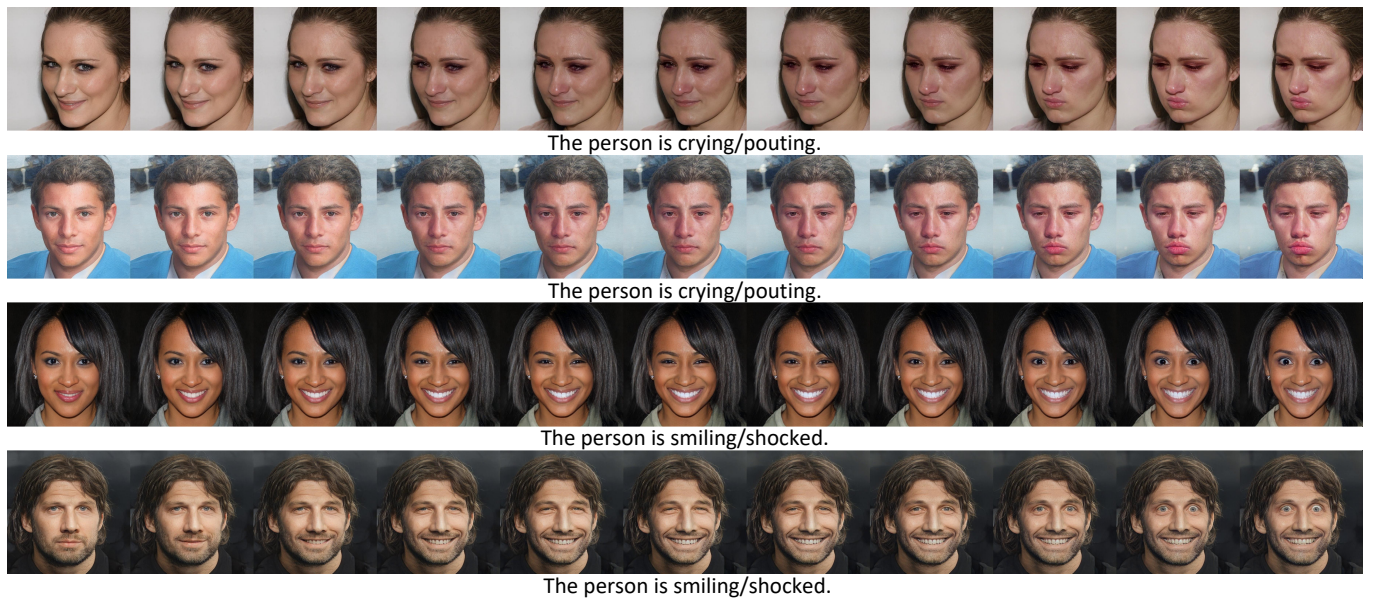 The person is crying/pouting.
The person is crying/pouting.
The person is smiling/shocked.
The person is smiling/shocked.